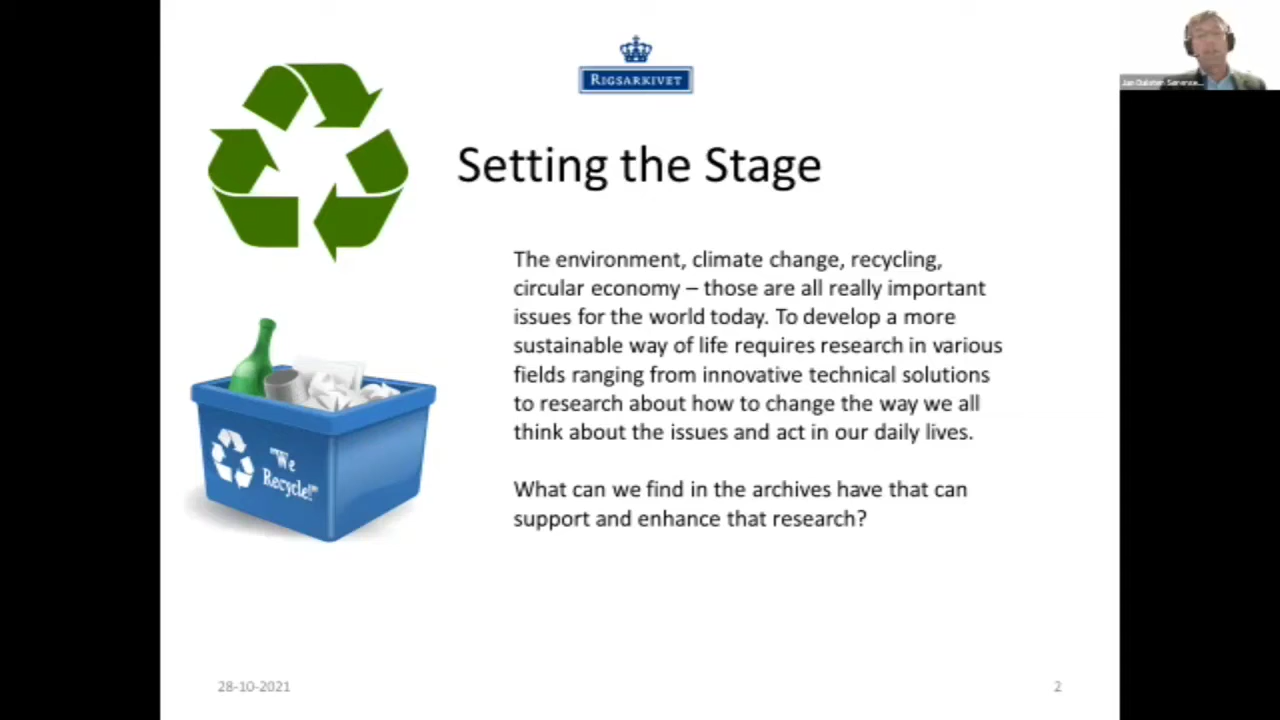 RIGSARKIVET
Setting the Stage
The environment, climate change, recycling,
circular economy – those are all really important
issues for the world today. To develop a more
sustainable way of life requires research in various
fields ranging from innovative technical solutions
to research about how to change the way we all
think about the issues and act in our daily lives.
What can we find in the archives have that can
support and enhance that research?
"We
Recycle!"
28-10-2021
2